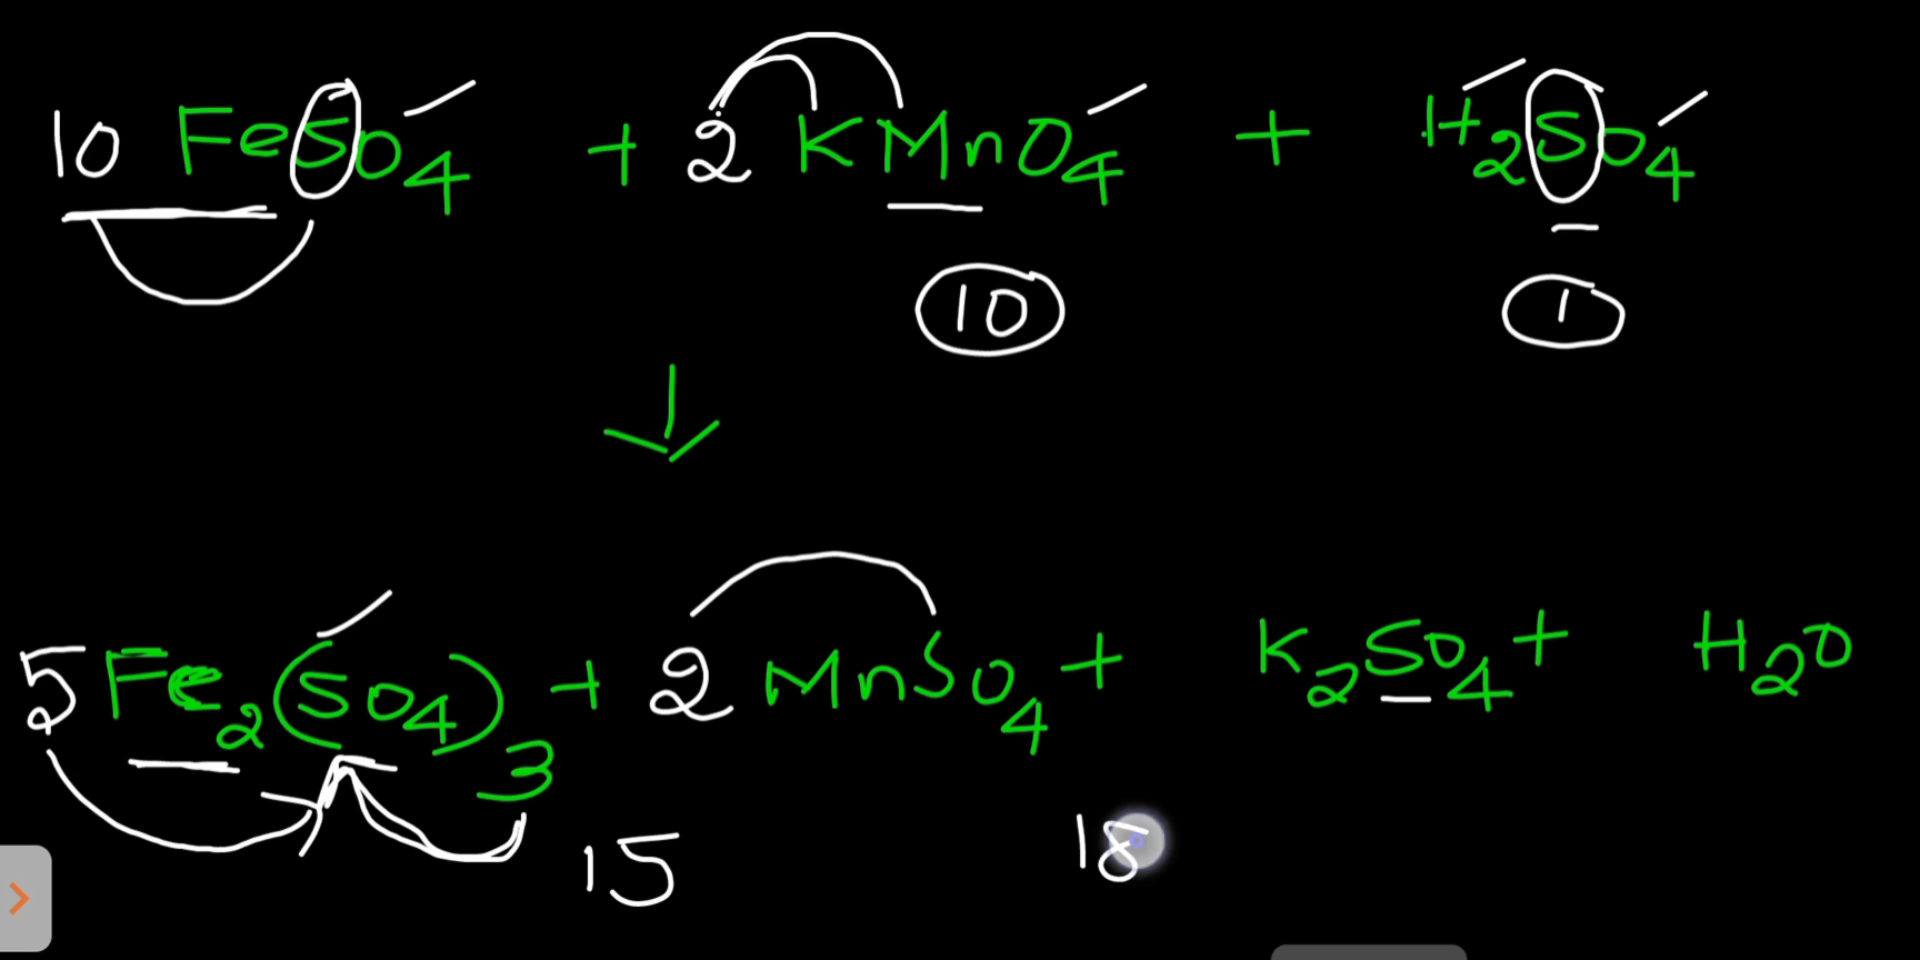 10 FeSO4 + 2 KMnO4 + H2SO4
10 1
↓
5 Fe2(SO4)3 + 2 MnSO4 + K2SO4 + H2O
15 18